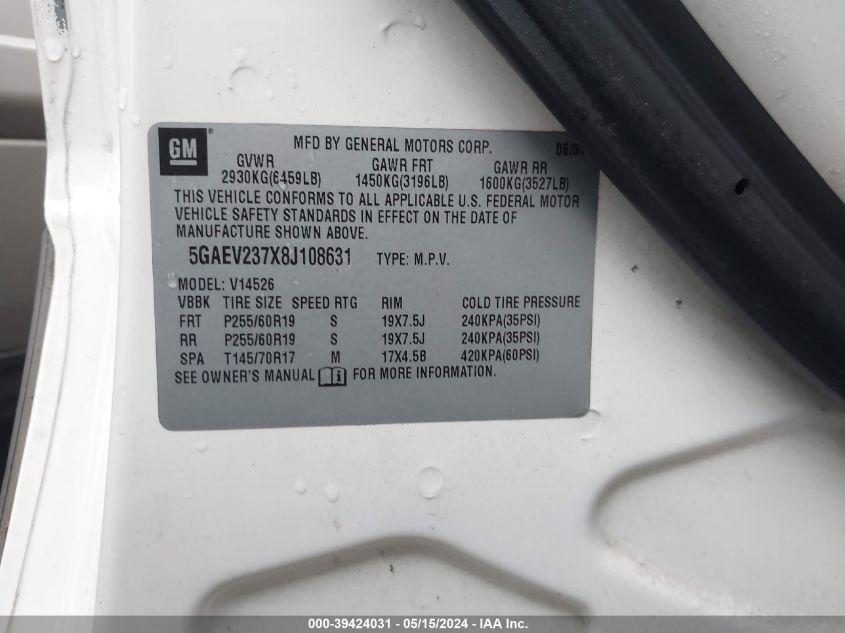 GM®
MFD BY GENERAL MOTORS CORP.
GVWR GAWR FRT GAWR RR
2930KG(6459LB) 1450KG(3196LB) 1600KG(3527LB)
THIS VEHICLE CONFORMS TO ALL APPLICABLE U.S. FEDERAL MOTOR
VEHICLE SAFETY STANDARDS IN EFFECT ON THE DATE OF
MANUFACTURE SHOWN ABOVE.
5GAEV237X8J108631 TYPE: M.P.V.
MODEL: V14526
VBBK TIRE SIZE SPEED RTG RIM COLD TIRE PRESSURE
FRT P255/60R19 S 19X7.5J 240KPA(35PSI)
RR P255/60R19 S 19X7.5J 240KPA(35PSI)
SPA T145/70R17 M 17X4.5B 420KPA(60PSI)
SEE OWNER'S MANUAL i FOR MORE INFORMATION.
000-39424031 - 05/15/2024 - IAA Inc.